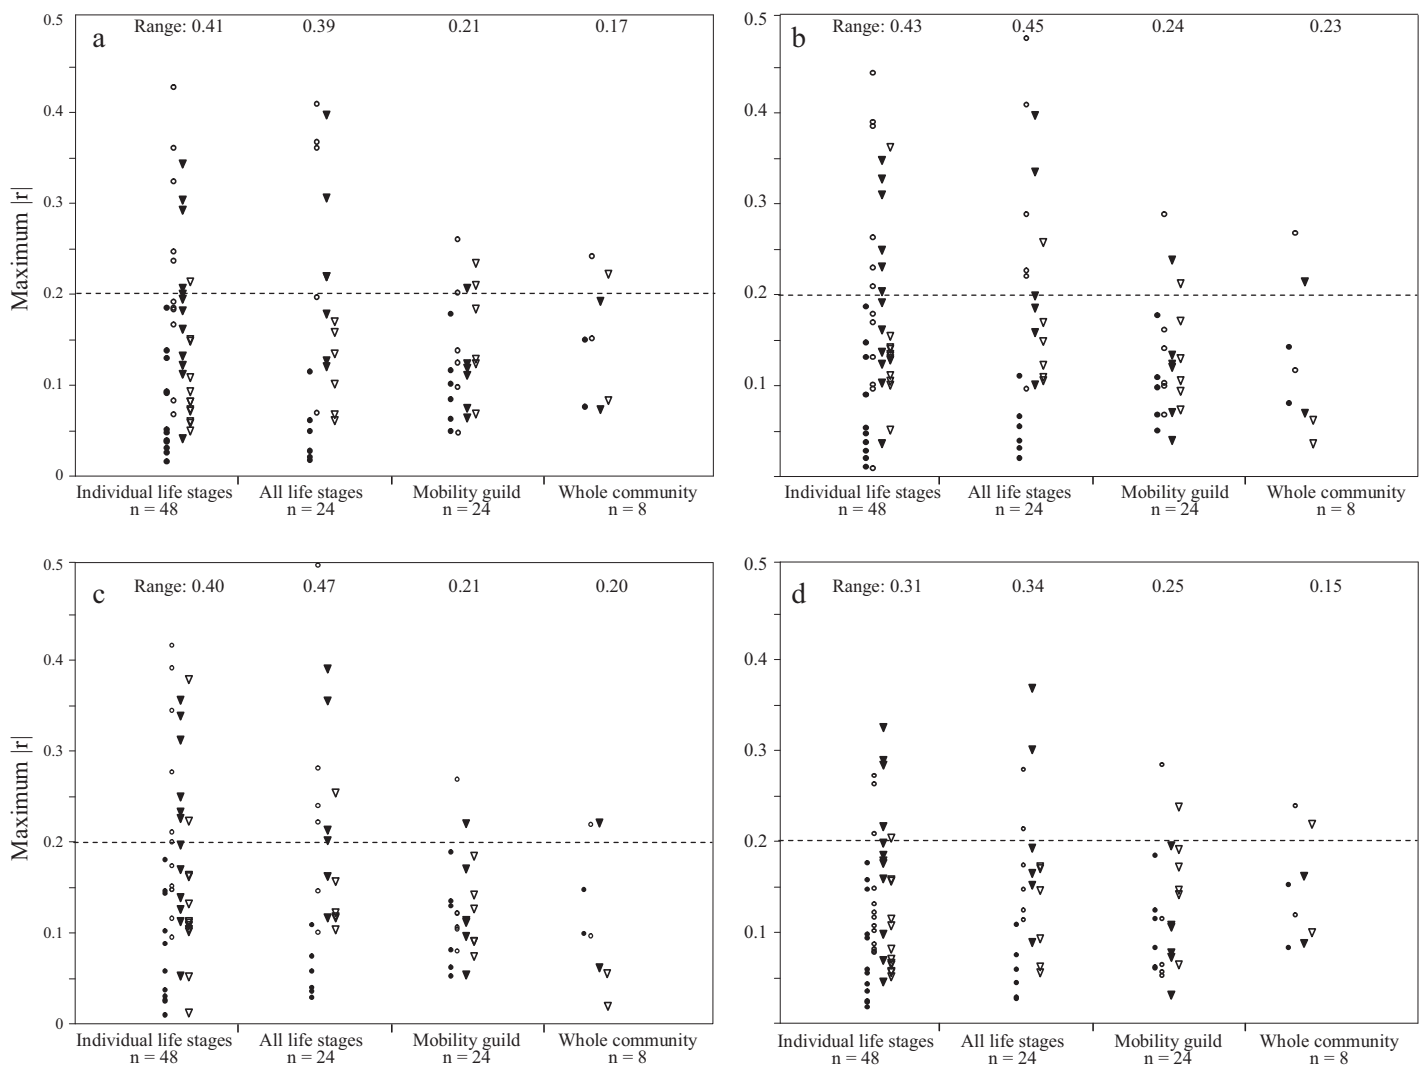 a
Range: 0.41 0.39 0.21 0.17
0.5
0.4
0.3
0.2
0.1
0
Maximum |r|
Individual life stages All life stages Mobility guild Whole community
n = 48 n = 24 n = 24 n = 8
b
Range: 0.43 0.45 0.24 0.23
0.5
0.4
0.3
0.2
0.1
Individual life stages All life stages Mobility guild Whole community
n = 48 n = 24 n = 24 n = 8
c
Range: 0.40 0.47 0.21 0.20
0.5
0.4
0.3
0.2
0.1
0
Maximum |r|
Individual life stages All life stages Mobility guild Whole community
n = 48 n = 24 n = 24 n = 8
d
Range: 0.31 0.34 0.25 0.15
0.5
0.4
0.3
0.2
0.1
Individual life stages All life stages Mobility guild Whole community
n = 48 n = 24 n = 24 n = 8